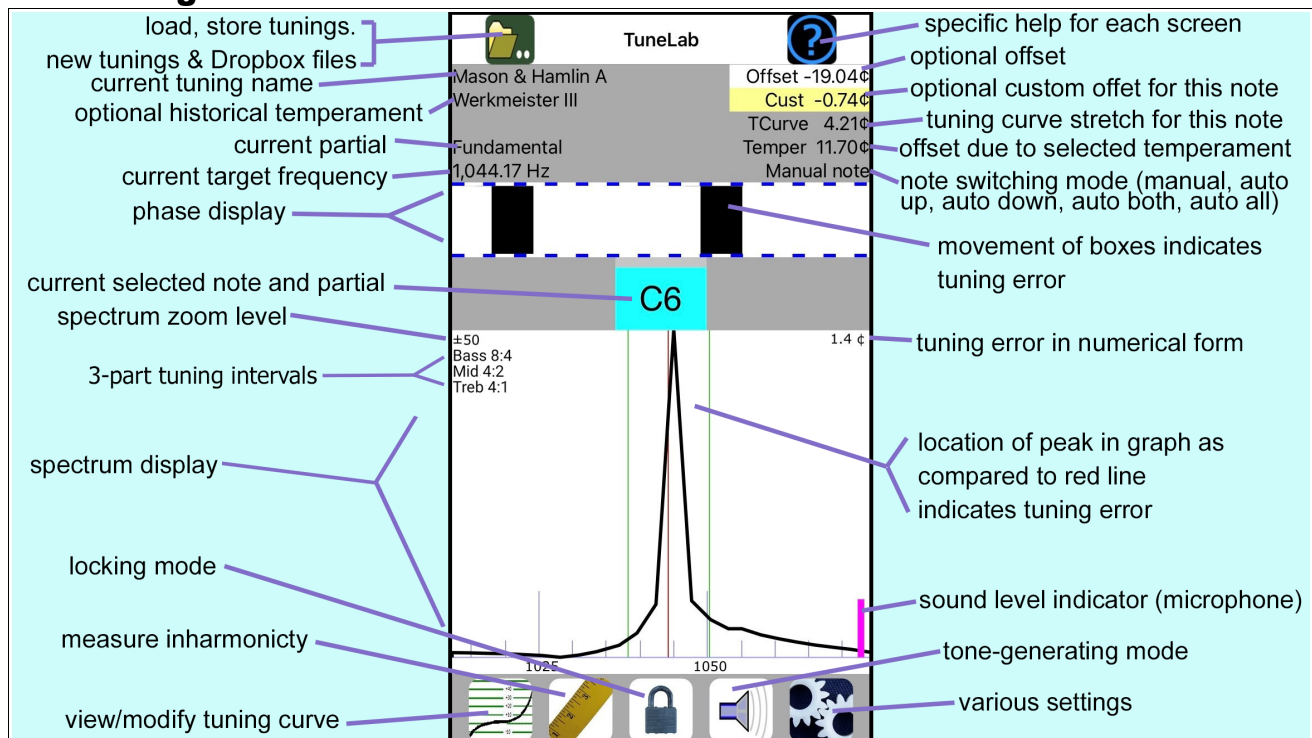 load, store tunings.
new tunings & Dropbox files
current tuning name
optional historical temperament
current partial
current target frequency
phase display
current selected note and partial
spectrum zoom level
3-part tuning intervals
spectrum display
locking mode
measure inharmonicty
view/modify tuning curve
TuneLab
?
Mason & Hamlin A
Werkmeister III
Fundamental
1,044.17 Hz
Offset -19.04¢
Cust -0.74¢
TCurve 4.21¢
Temper 11.70¢
Manual note
C6
±50
Bass 8:4
Mid 4:2
Treb 4:1
1.4 ¢
1025
1050
specific help for each screen
optional offset
optional custom offet for this note
tuning curve stretch for this note
offset due to selected temperament
note switching mode (manual, auto
up, auto down, auto both, auto all)
movement of boxes indicates
tuning error
tuning error in numerical form
location of peak in graph as
compared to red line
indicates tuning error
sound level indicator (microphone)
tone-generating mode
various settings